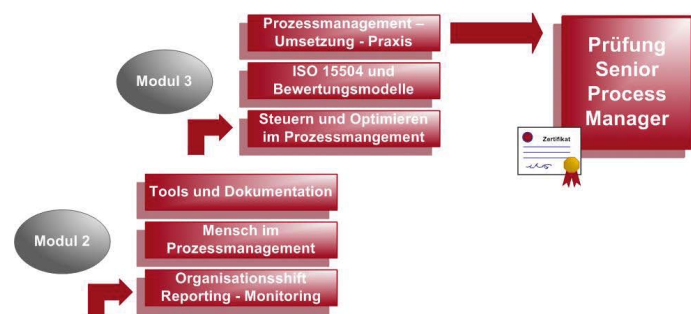 Prozessmanagement –
Umsetzung - Praxis
Modul 3
ISO 15504 und
Bewertungsmodelle
Steuern und Optimieren
im Prozessmangement
Prüfung
Senior
Process
Manager
Zertifikat
Tools und Dokumentation
Modul 2
Mensch im
Prozessmanagement
Organisationsshift
Reporting - Monitoring